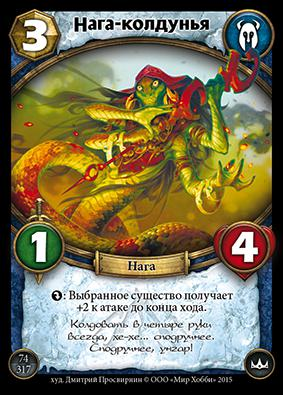 3
Нага-колдунья
1
Нага
4
: Выбранное существо получает
+2 к атаке до конца хода.
Колдовать в четыре руки
всегда, хе-хе... сподручнее.
Сподручнее, унгар!
74
317
худ. Дмитрий Просвирнин © ООО «Мир Хобби» 2015